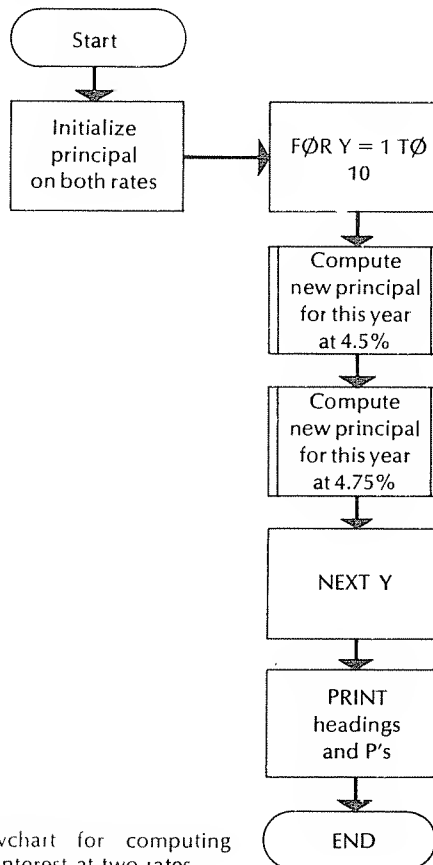 Start
Initialize
principal
on both rates
FØR Y = 1 TØ
10
Compute
new principal
for this year
at 4.5%
Compute
new principal
for this year
at 4.75%
NEXT Y
PRINT
headings
and P's
END
wchart for computing
nterest at two rates